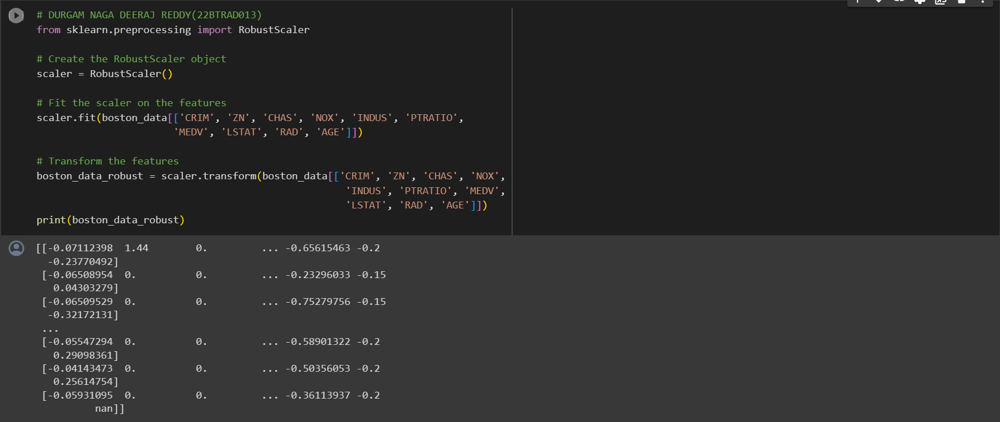 # DURGAM NAGA DEERAJ REDDY(22BTRAD013)
from sklearn.preprocessing import RobustScaler
# Create the RobustScaler object
scaler = RobustScaler()
# Fit the scaler on the features
scaler.fit(boston_data[['CRIM', 'ZN', 'CHAS', 'NOX', 'INDUS', 'PTRATIO',
'MEDV', 'LSTAT', 'RAD', 'AGE']])
# Transform the features
boston_data_robust = scaler.transform(boston_data[['CRIM', 'ZN', 'CHAS', 'NOX',
'INDUS', 'PTRATIO', 'MEDV',
'LSTAT', 'RAD', 'AGE']])
print(boston_data_robust)
[[-0.07112398  1.44        0.         ... -0.65615463 -0.2
-0.23770492]
[-0.06508954  0.          0.         ... -0.23296033 -0.15
0.04303279]
[-0.06509529  0.          0.         ... -0.75279756 -0.15
-0.32172131]
...
[-0.05547294  0.          0.         ... -0.58901322 -0.2
0.29098361]
[-0.04143473  0.          0.         ... -0.50356053 -0.2
0.25614754]
[-0.05931095  0.          0.         ... -0.36113937 -0.2
nan]]